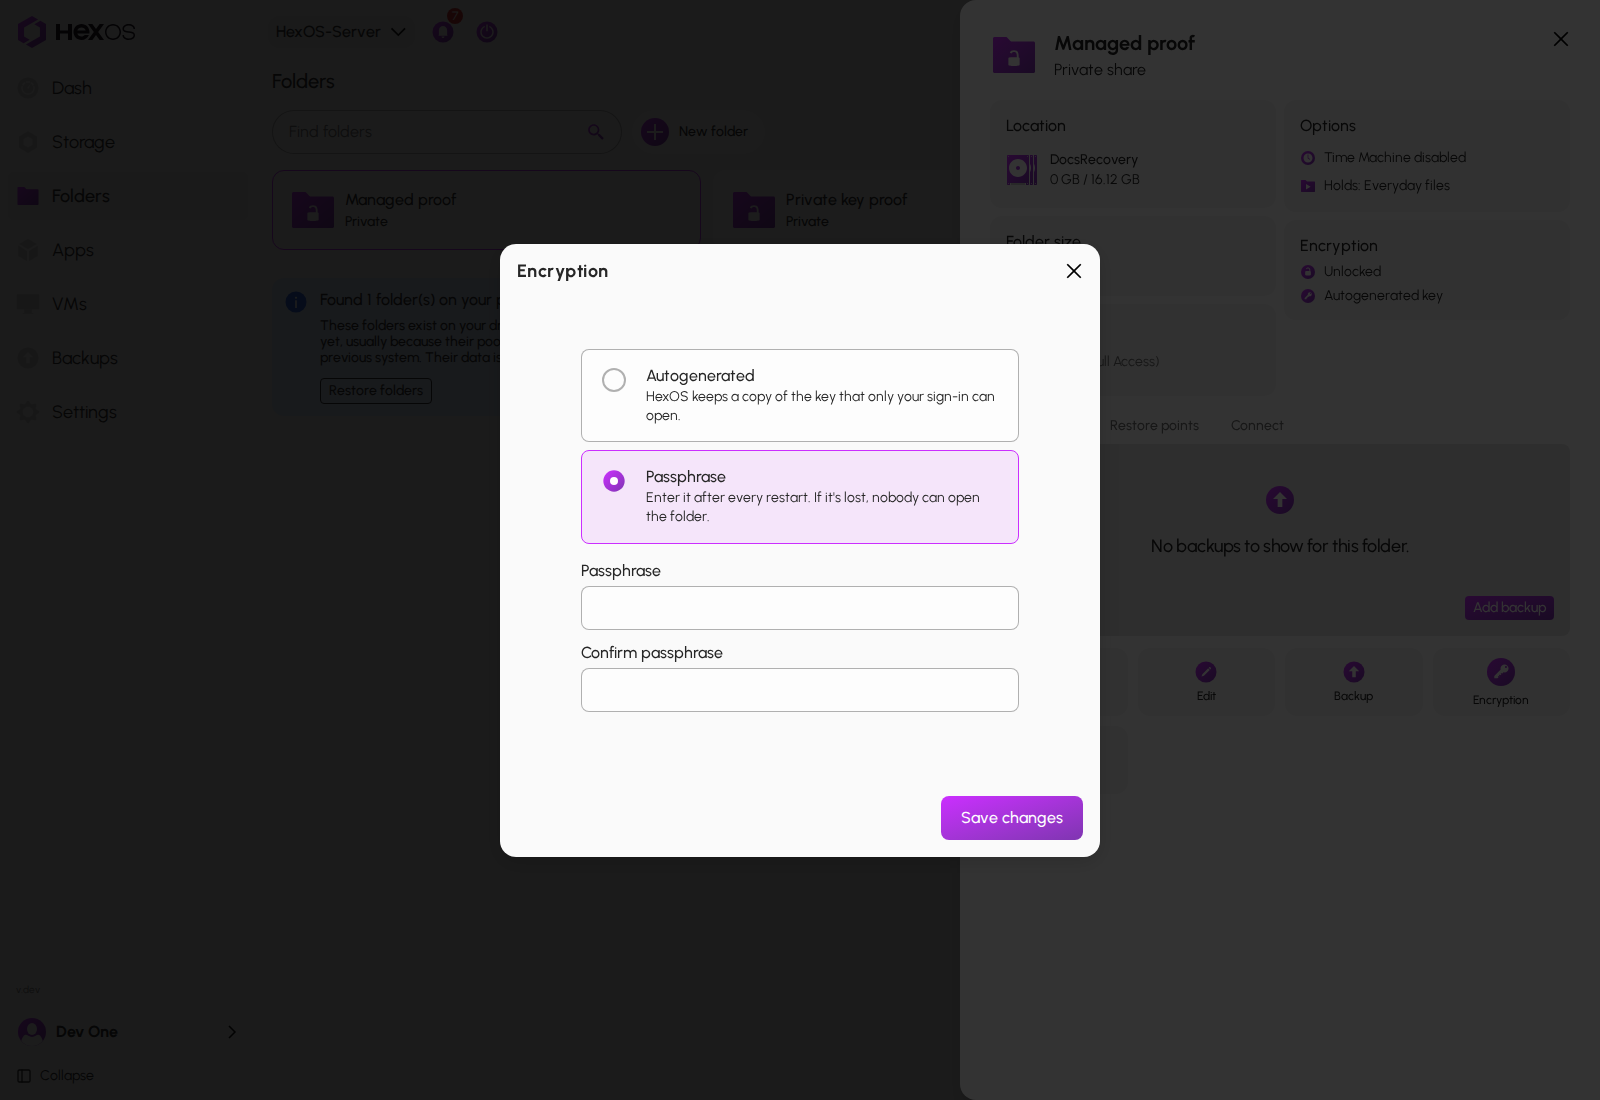 HexOS
HexOS-Server
7
Dash
Storage
Folders
Apps
VMs
Backups
Settings
Folders
Find folders
New folder
Managed proof
Private
Private key proof
Private
Found 1 folder(s) on your
These folders exist on your
yet, usually because their
previous system. Their data is
Restore folders
Dev One
Collapse
Managed proof
Private share
Location
DocsRecovery
0 GB / 16.12 GB
Options
Time Machine disabled
Holds: Everyday files
Folder size
Encryption
Unlocked
Autogenerated key
Access)
Restore points
Connect
No backups to show for this folder.
Add backup
Edit
Backup
Encryption
Encryption
Autogenerated
HexOS keeps a copy of the key that only your sign-in can
open.
Passphrase
Enter it after every restart. If it's lost, nobody can open
the folder.
Passphrase
Confirm passphrase
Save changes